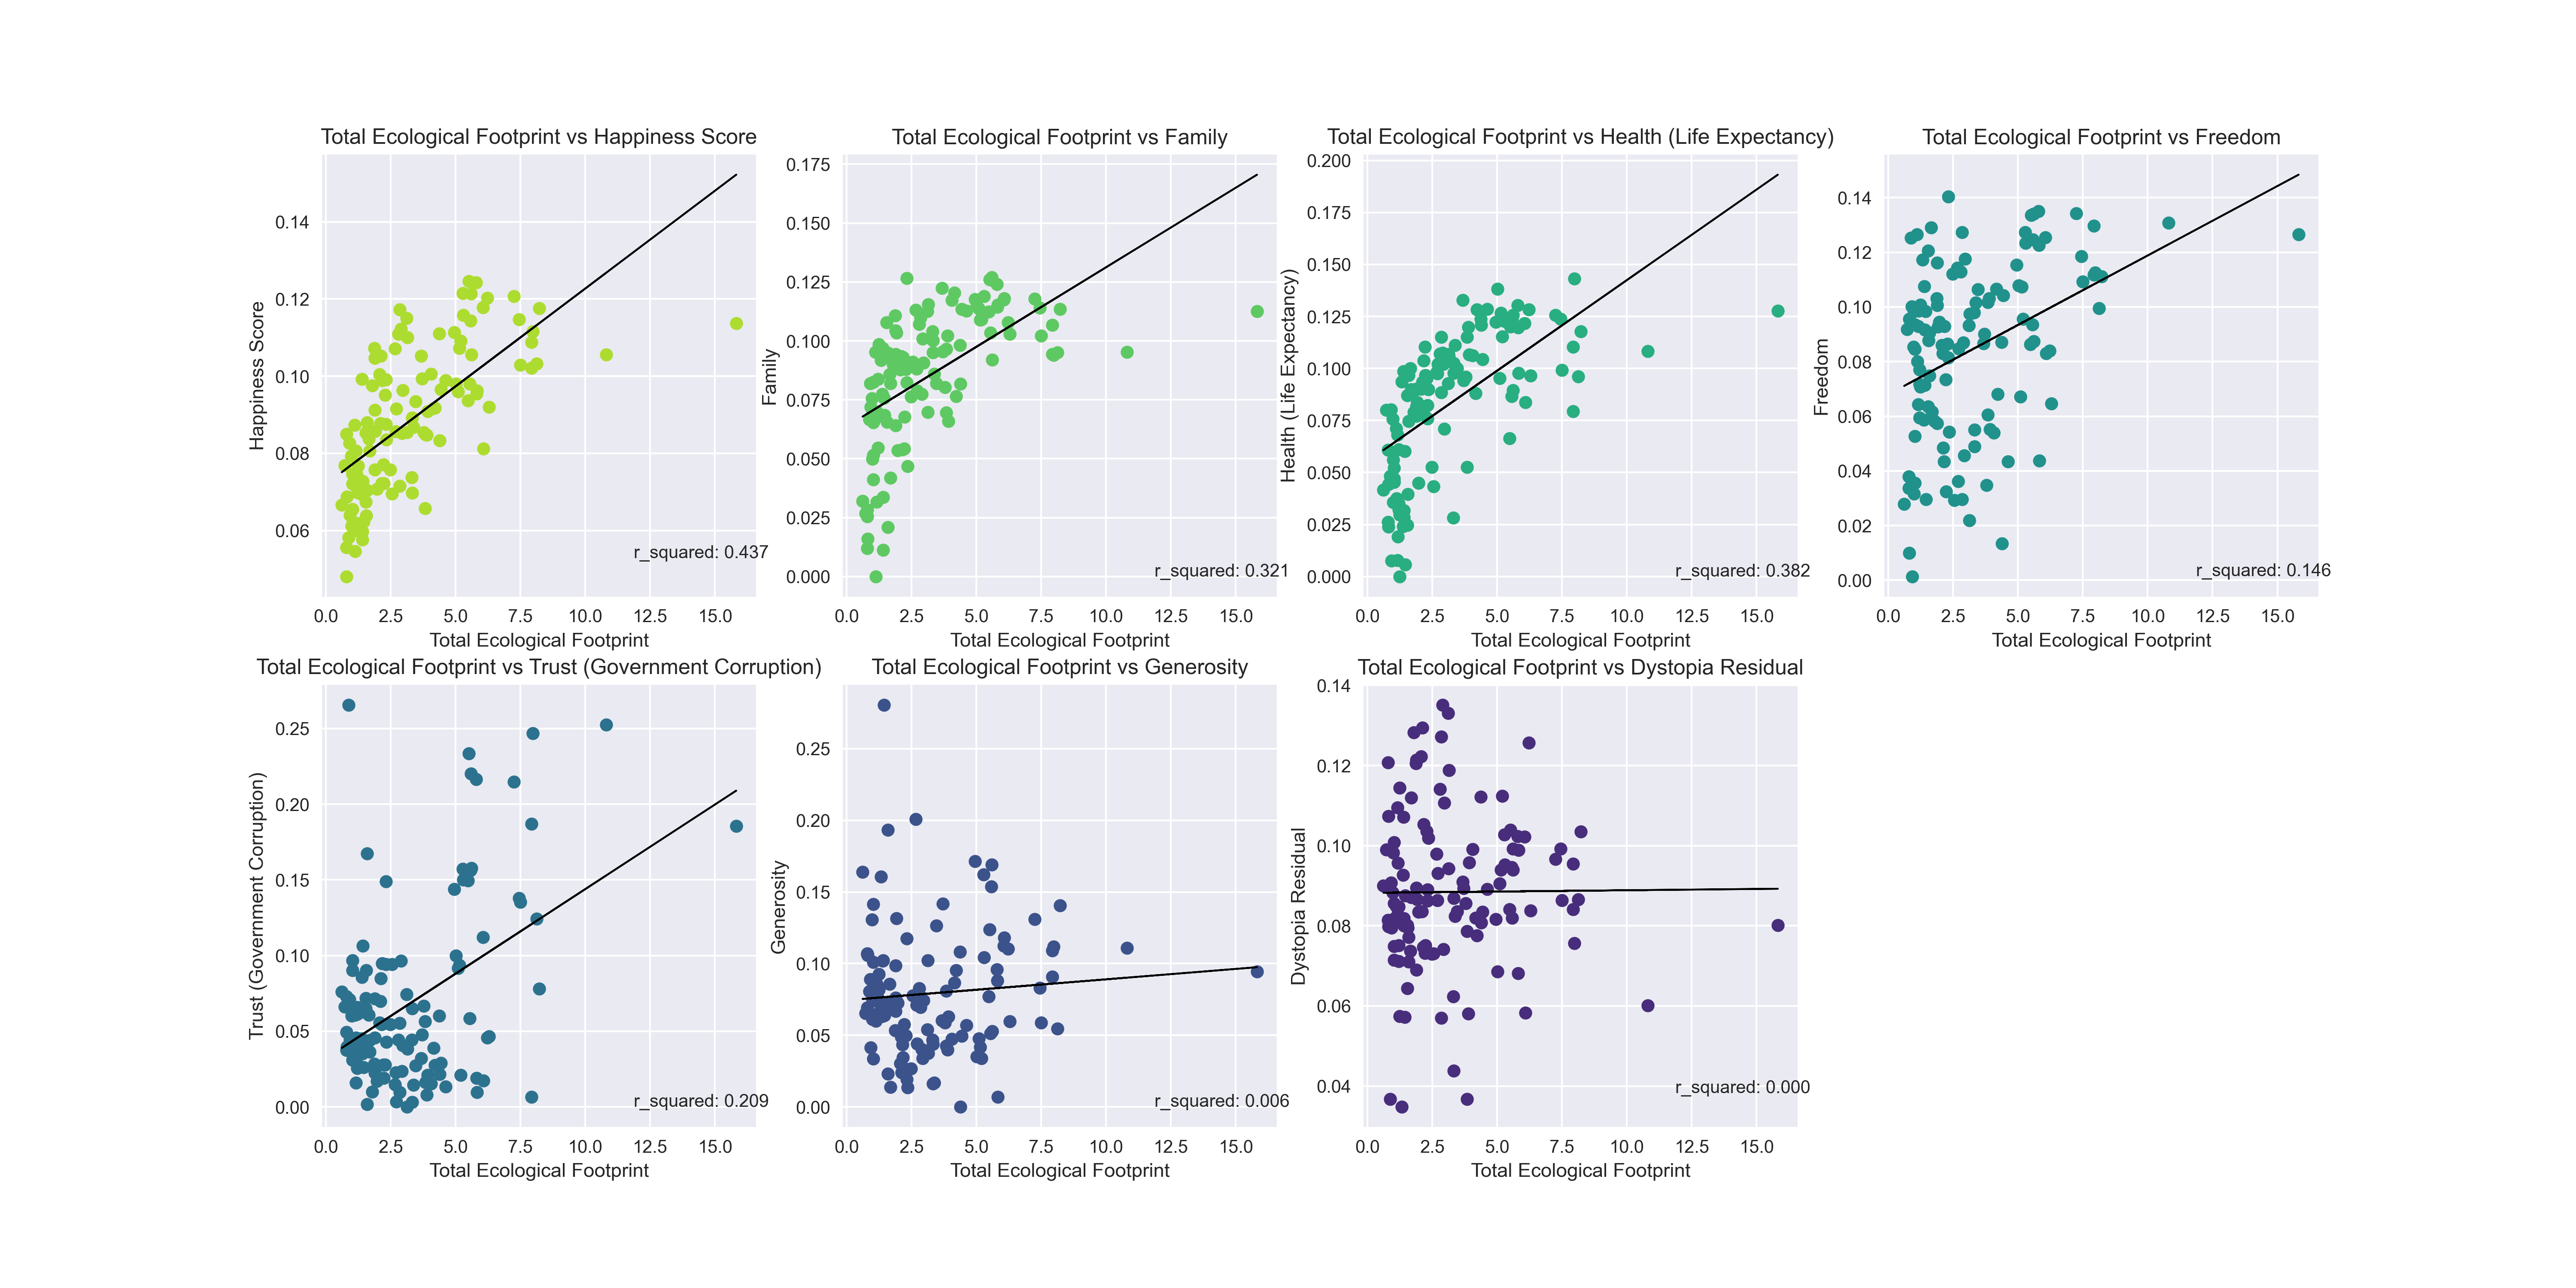 Total Ecological Footprint vs Happiness Score
Happiness Score
0.14
0.12
0.10
0.08
0.06
r_squared: 0.437
0.0 2.5 5.0 7.5 10.0 12.5 15.0
Total Ecological Footprint
Total Ecological Footprint vs Family
Family
0.175
0.150
0.125
0.100
0.075
0.050
0.025
0.000
r_squared: 0.321
0.0 2.5 5.0 7.5 10.0 12.5 15.0
Total Ecological Footprint
Total Ecological Footprint vs Health (Life Expectancy)
Health (Life Expectancy)
0.200
0.175
0.150
0.125
0.100
0.075
0.050
0.025
0.000
r_squared: 0.382
0.0 2.5 5.0 7.5 10.0 12.5 15.0
Total Ecological Footprint
Total Ecological Footprint vs Freedom
Freedom
0.14
0.12
0.10
0.08
0.06
0.04
0.02
0.00
r_squared: 0.146
0.0 2.5 5.0 7.5 10.0 12.5 15.0
Total Ecological Footprint
Total Ecological Footprint vs Trust (Government Corruption)
Trust (Government Corruption)
0.25
0.20
0.15
0.10
0.05
0.00
r_squared: 0.209
0.0 2.5 5.0 7.5 10.0 12.5 15.0
Total Ecological Footprint
Total Ecological Footprint vs Generosity
Generosity
0.25
0.20
0.15
0.10
0.05
0.00
r_squared: 0.006
0.0 2.5 5.0 7.5 10.0 12.5 15.0
Total Ecological Footprint
Total Ecological Footprint vs Dystopia Residual
Dystopia Residual
0.14
0.12
0.10
0.08
0.06
0.04
r_squared: 0.000
0.0 2.5 5.0 7.5 10.0 12.5 15.0
Total Ecological Footprint